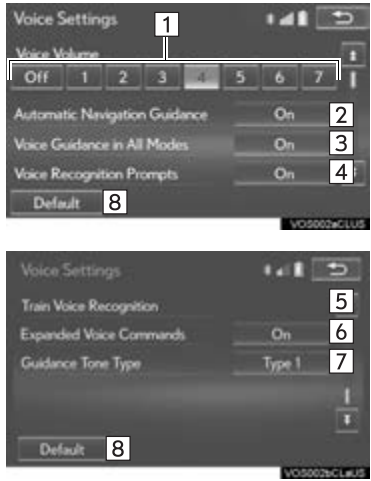 Voice Settings
1
Voice Volume
Off 1 2 3 4 5 6 7
Automatic Navigation Guidance On 2
Voice Guidance in All Modes On 3
Voice Recognition Prompts On 4
Default 8
VOS002aCLUS
Voice Settings
Train Voice Recognition 5
Expanded Voice Commands On 6
Guidance Tone Type Type 1 7
Default 8
VOS002bCLaUS